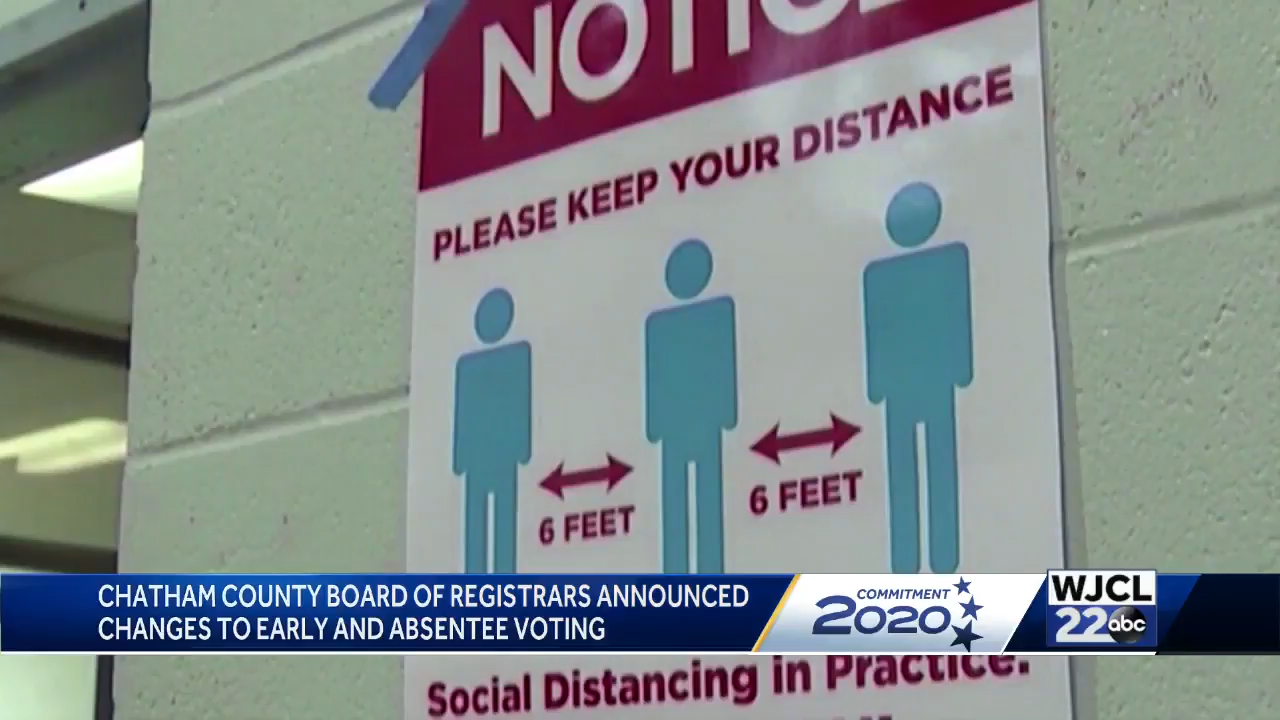 NOTICE
PLEASE KEEP YOUR DISTANCE
6 FEET
6 FEET
CHATHAM COUNTY BOARD OF REGISTRARS ANNOUNCED
CHANGES TO EARLY AND ABSENTEE VOTING
COMMITMENT
2020
WJCL
22 abc
Social Distancing in Practice.